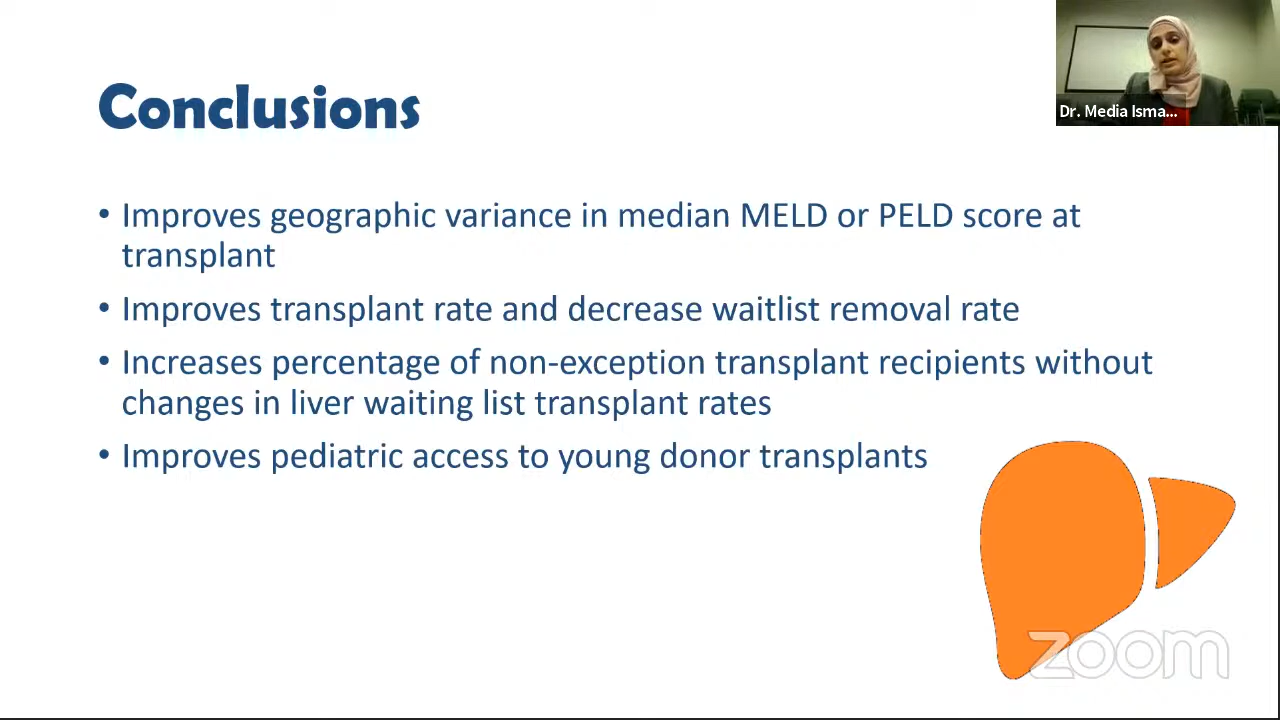 Conclusions
Dr. Media Isma...
• Improves geographic variance in median MELD or PELD score at
transplant
• Improves transplant rate and decrease waitlist removal rate
• Increases percentage of non-exception transplant recipients without
changes in liver waiting list transplant rates
• Improves pediatric access to young donor transplants
zoom